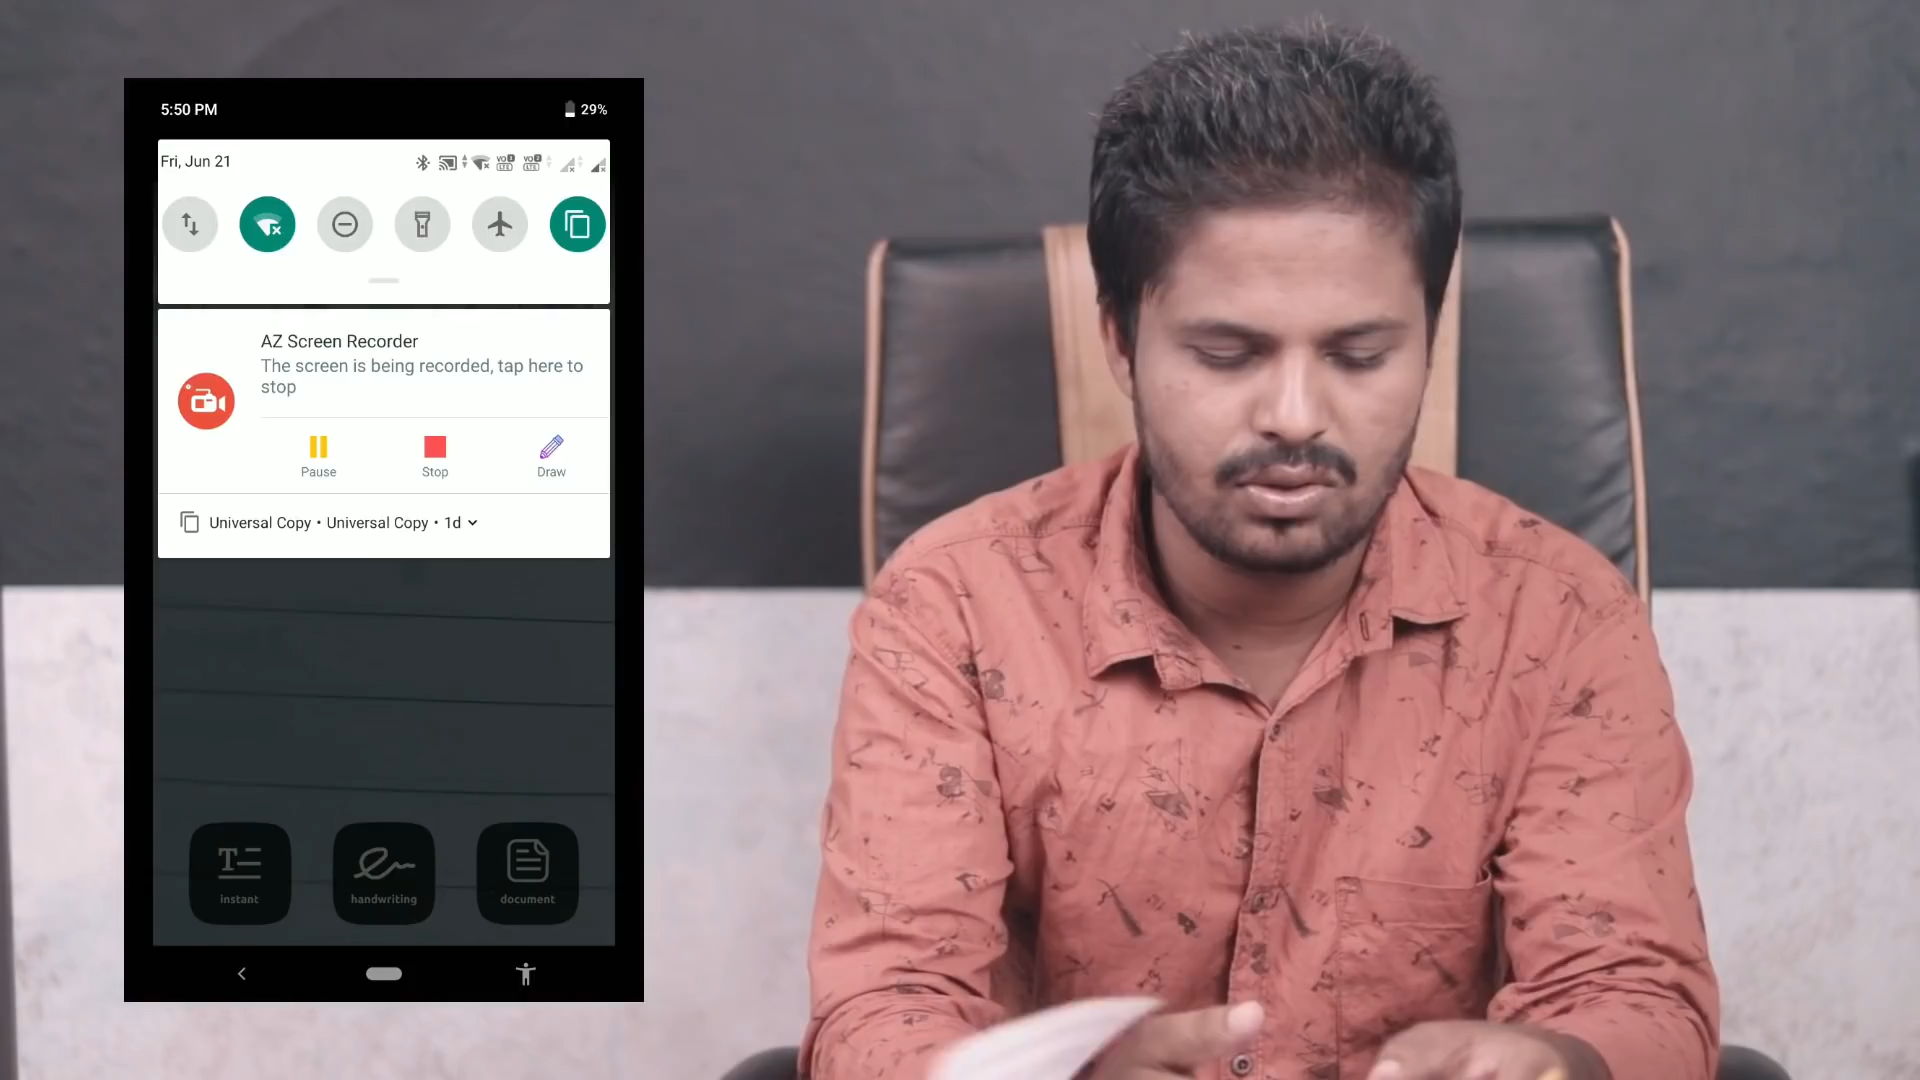 5:50 PM
29%
Fri, Jun 21
AZ Screen Recorder
The screen is being recorded, tap here to
stop
Pause
Stop
Draw
Universal Copy • Universal Copy • 1d
instant
handwriting
document